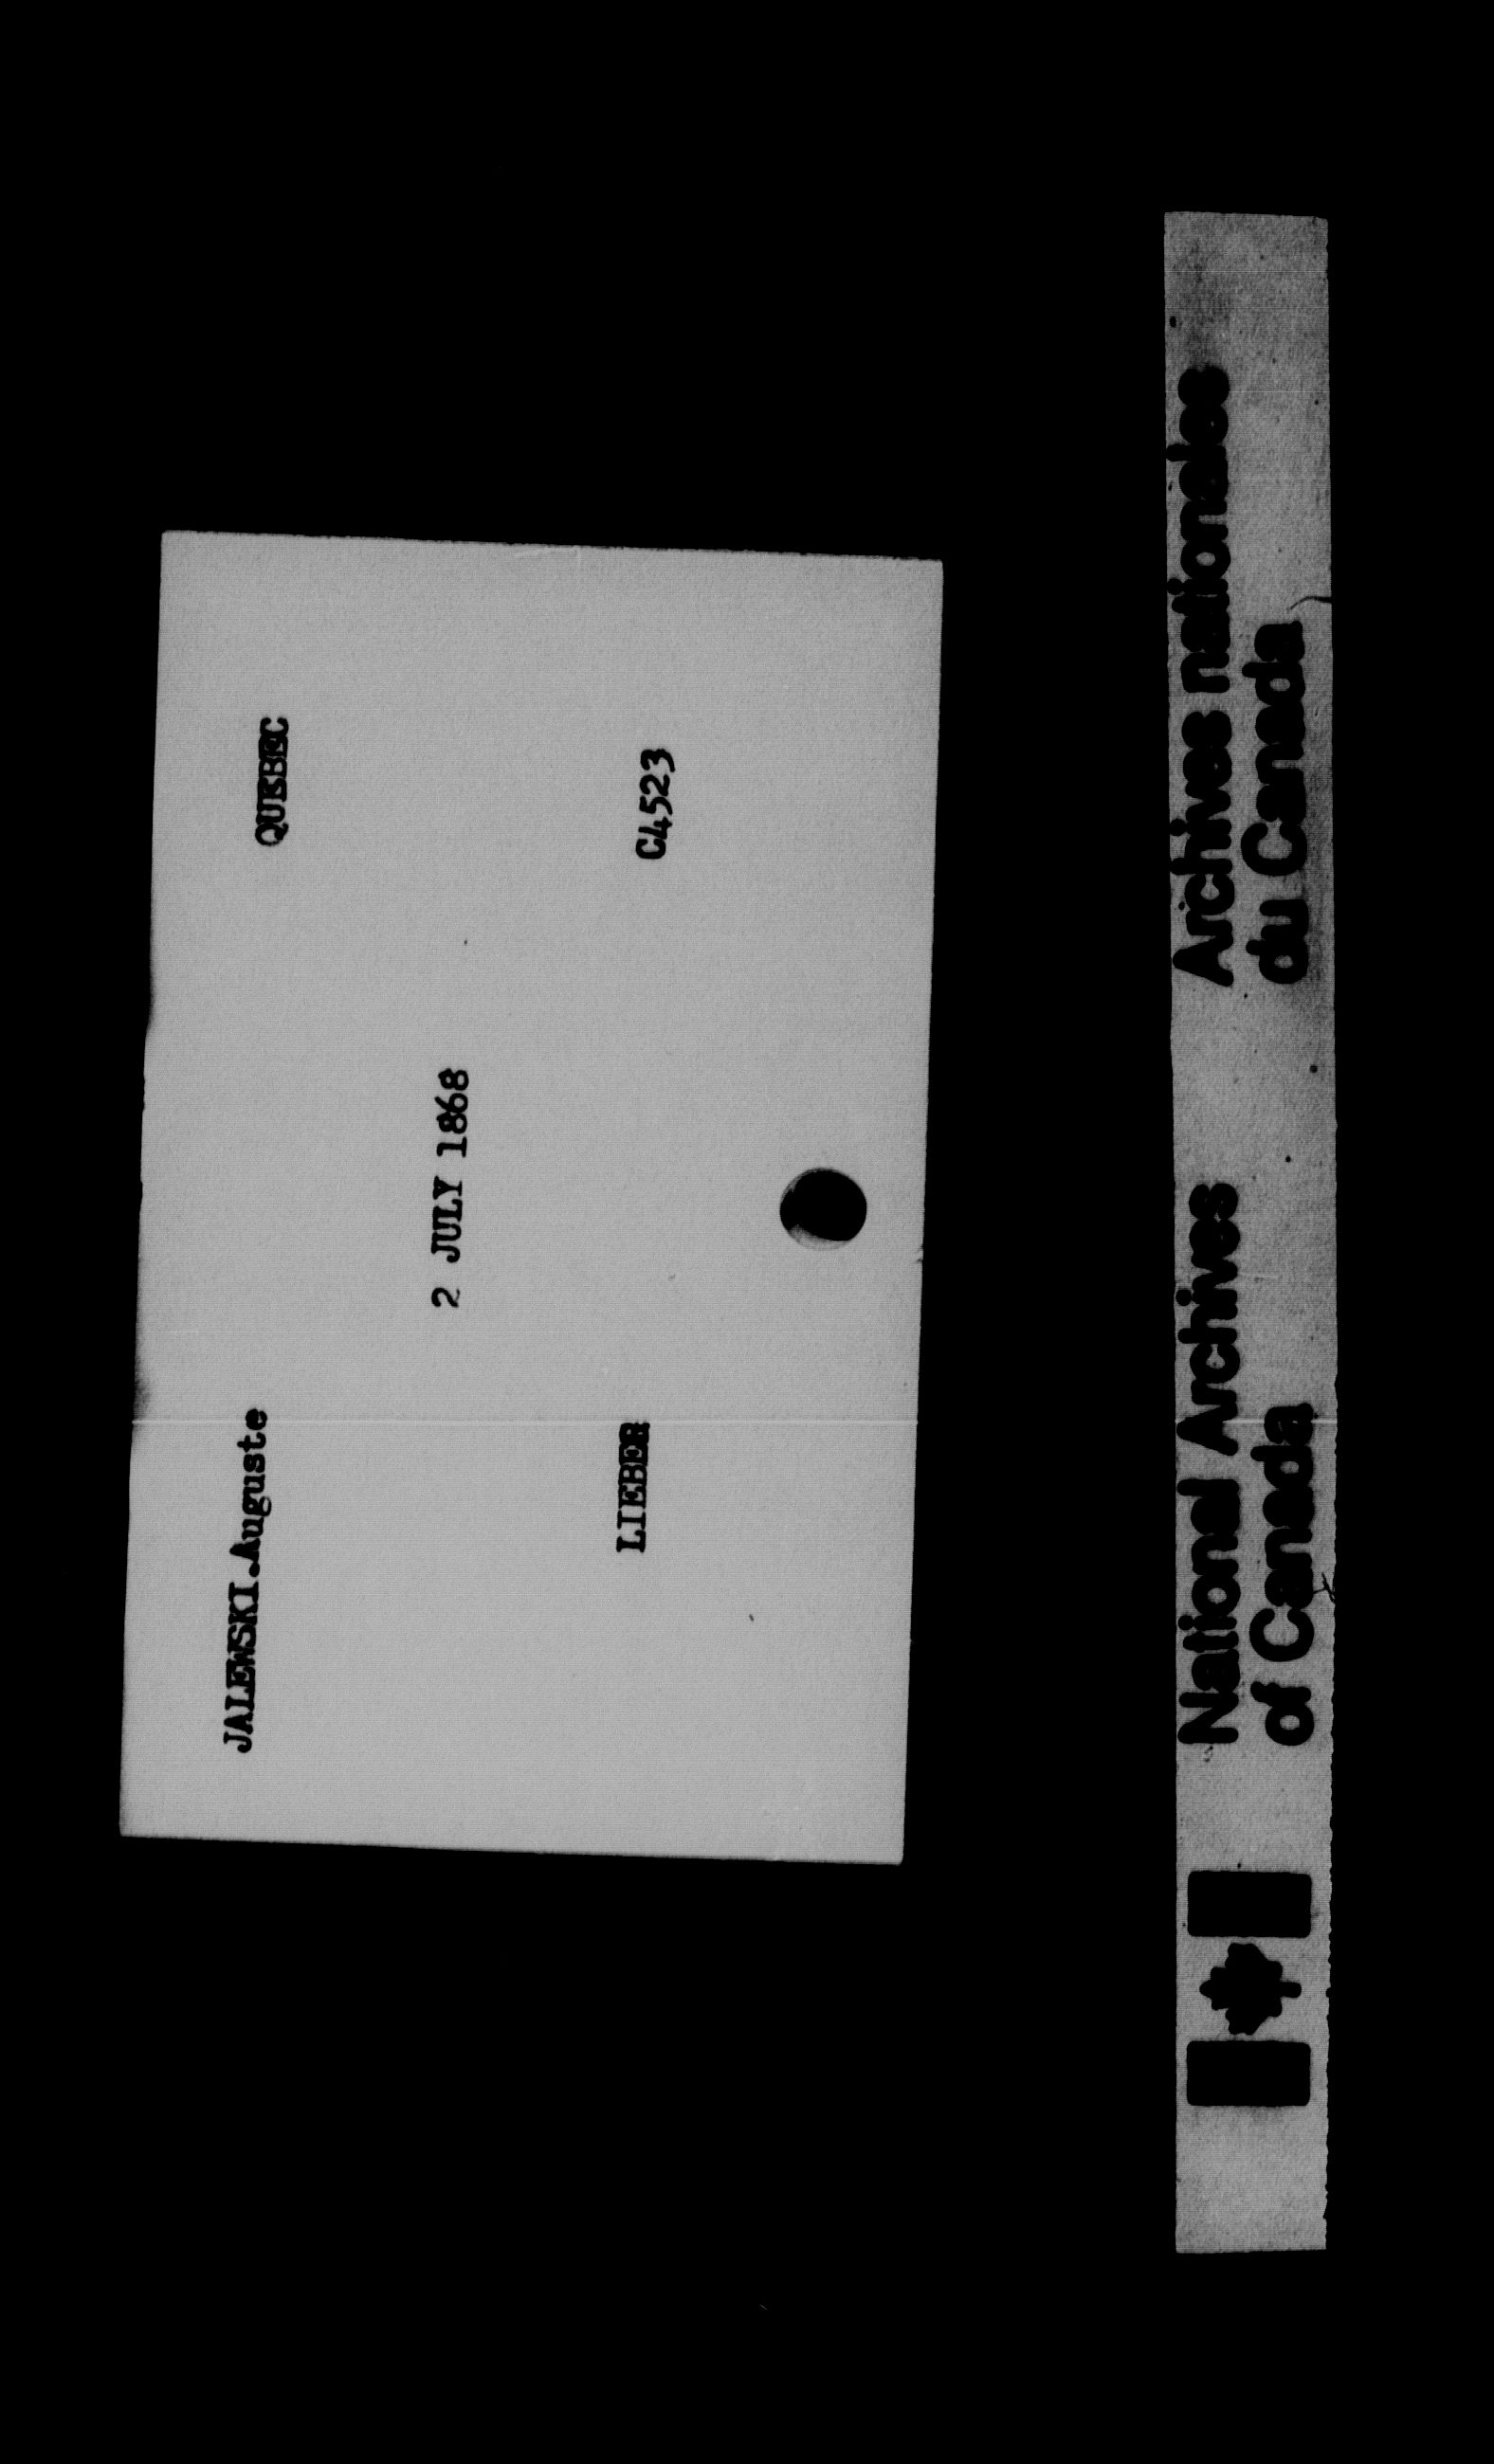 JALEWSKI.Auguste QUEBEC
2 JULY 1868
LIEBER C4523
National Archives of Canada
Archives nationales du Canada